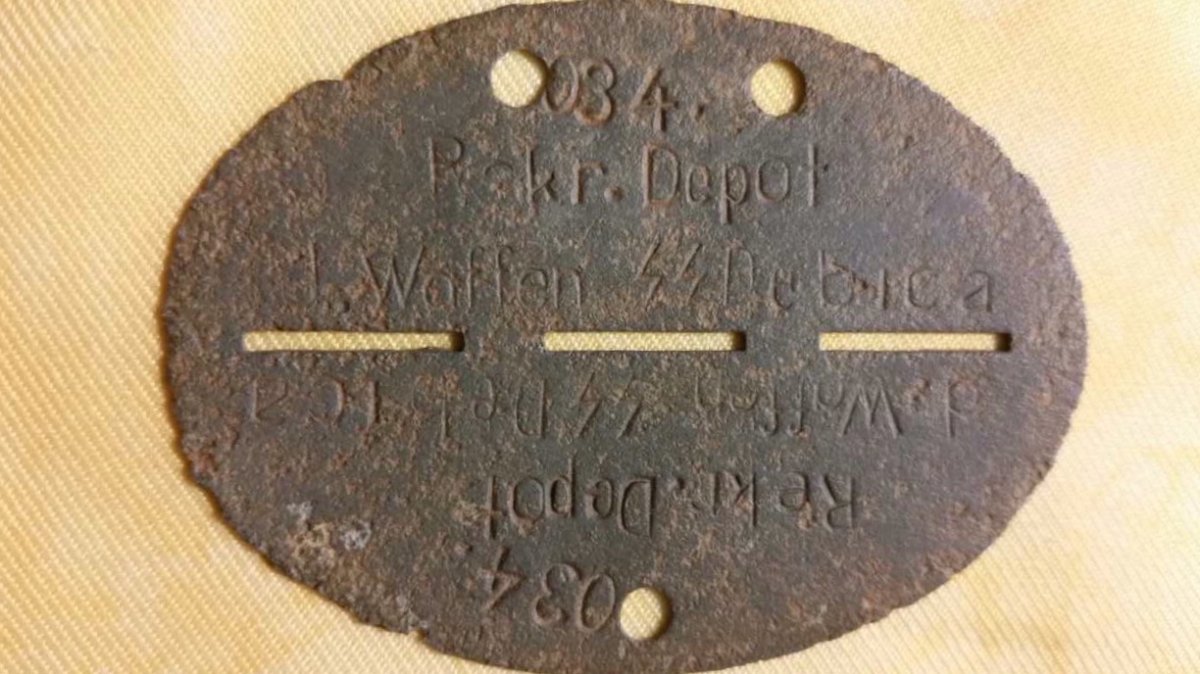 034.
Rekr. Depot
d. Waffen ᛋᛋ Debica
d. Waffen ᛋᛋ Debica
Rekr. Depot
034